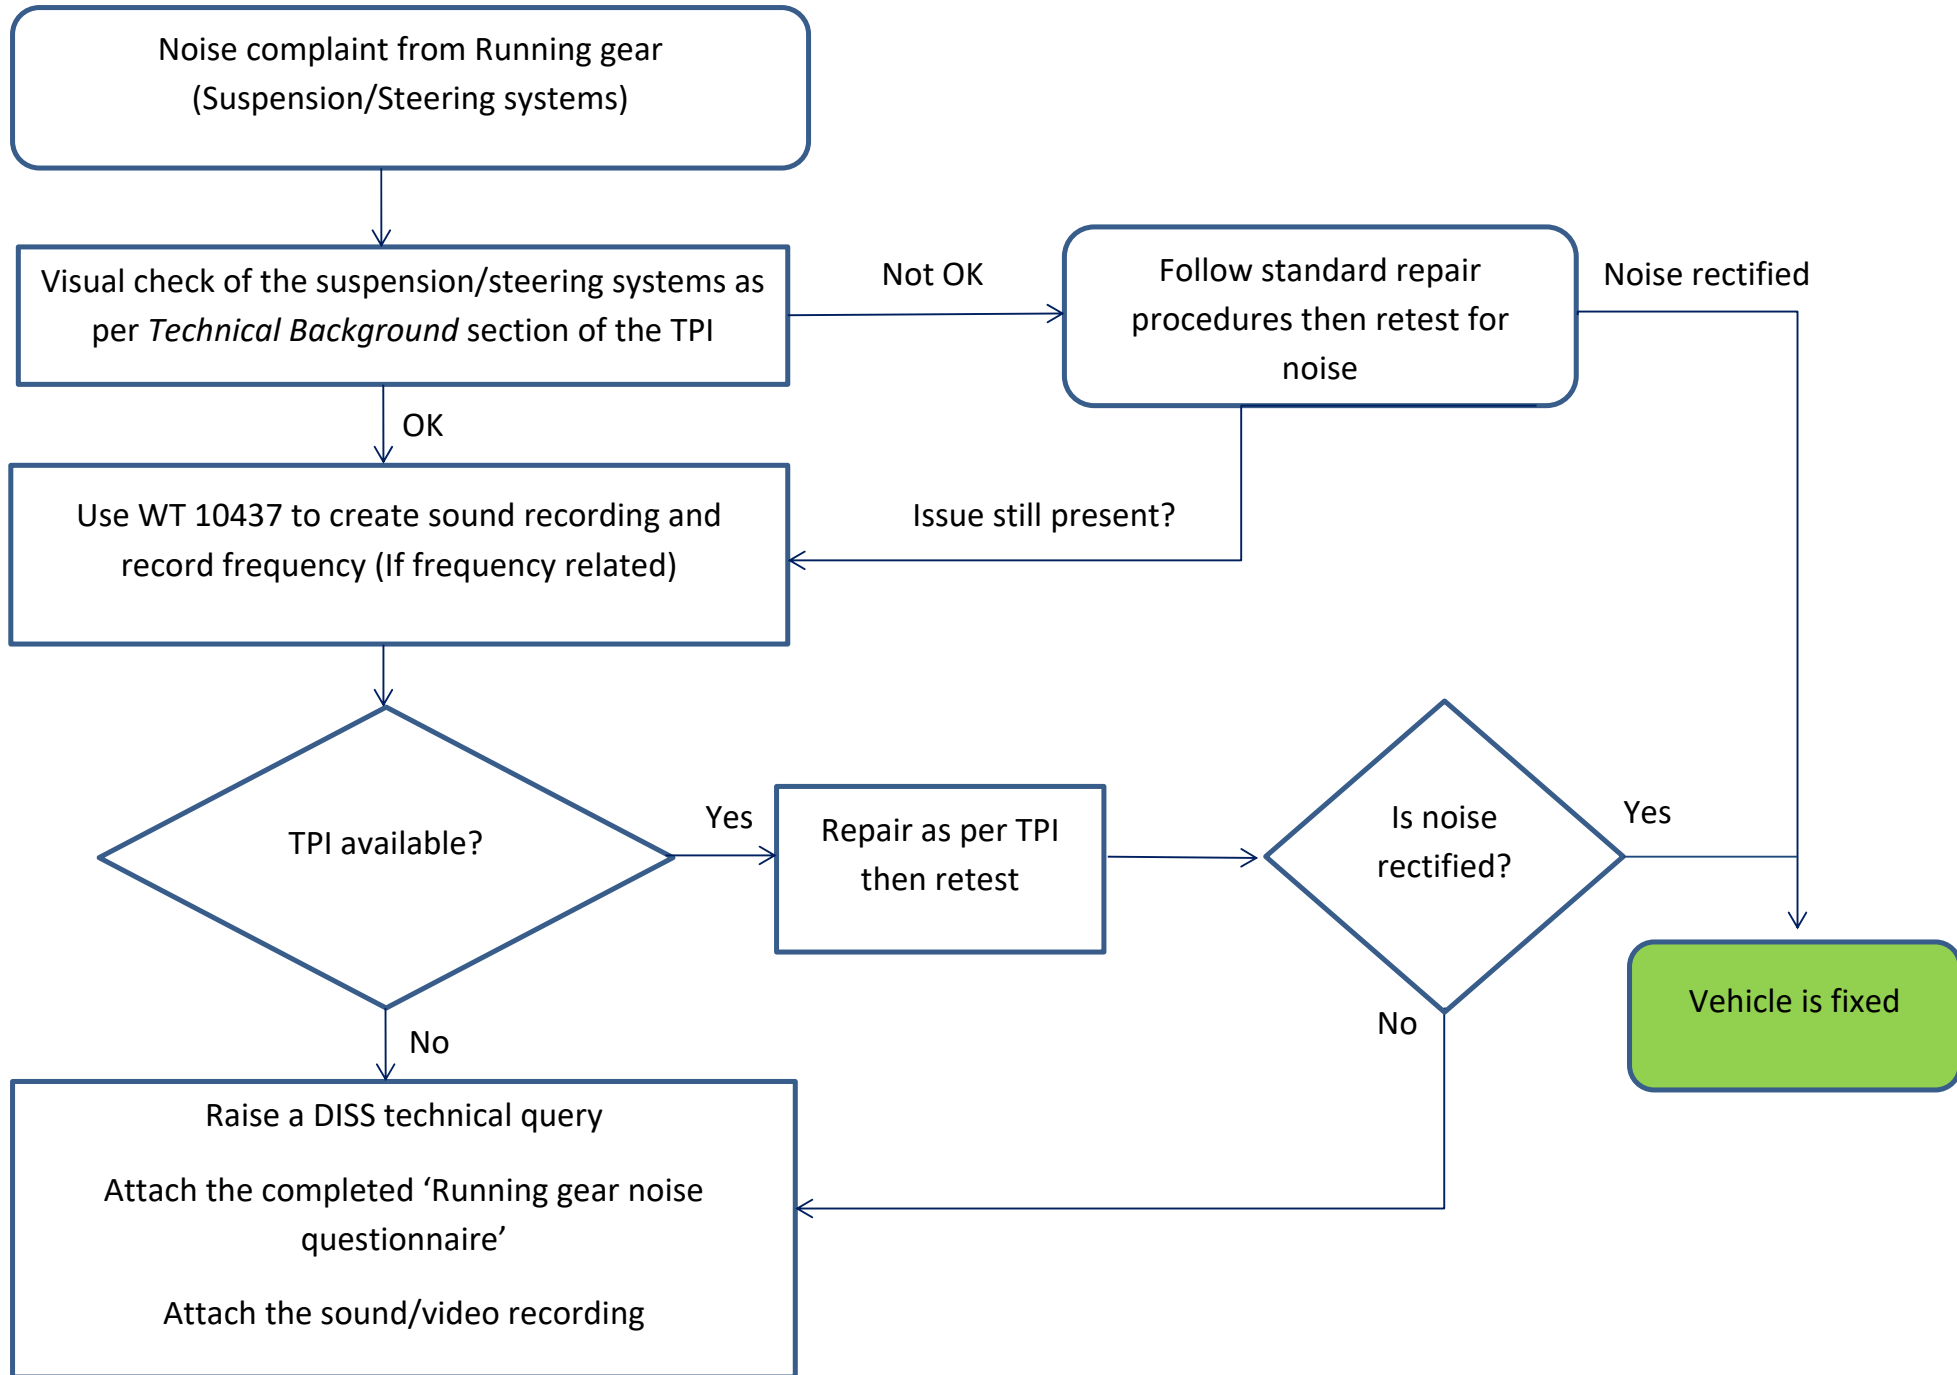 Noise complaint from Running gear
(Suspension/Steering systems)
Visual check of the suspension/steering systems as
per Technical Background section of the TPI
Not OK
Follow standard repair
procedures then retest for
noise
Noise rectified
OK
Use WT 10437 to create sound recording and
record frequency (If frequency related)
Issue still present?
TPI available?
Yes
Repair as per TPI
then retest
Is noise
rectified?
Yes
Vehicle is fixed
No
No
Raise a DISS technical query
Attach the completed ‘Running gear noise
questionnaire’
Attach the sound/video recording